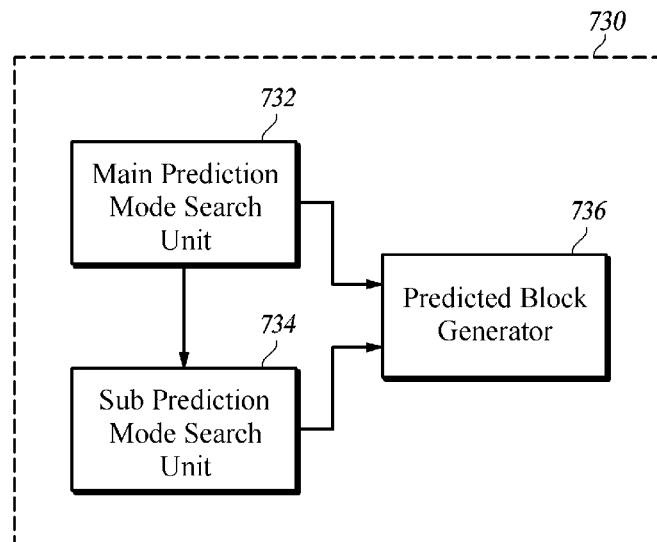 730
732
Main Prediction
Mode Search
Unit
736
Predicted Block
Generator
734
Sub Prediction
Mode Search
Unit